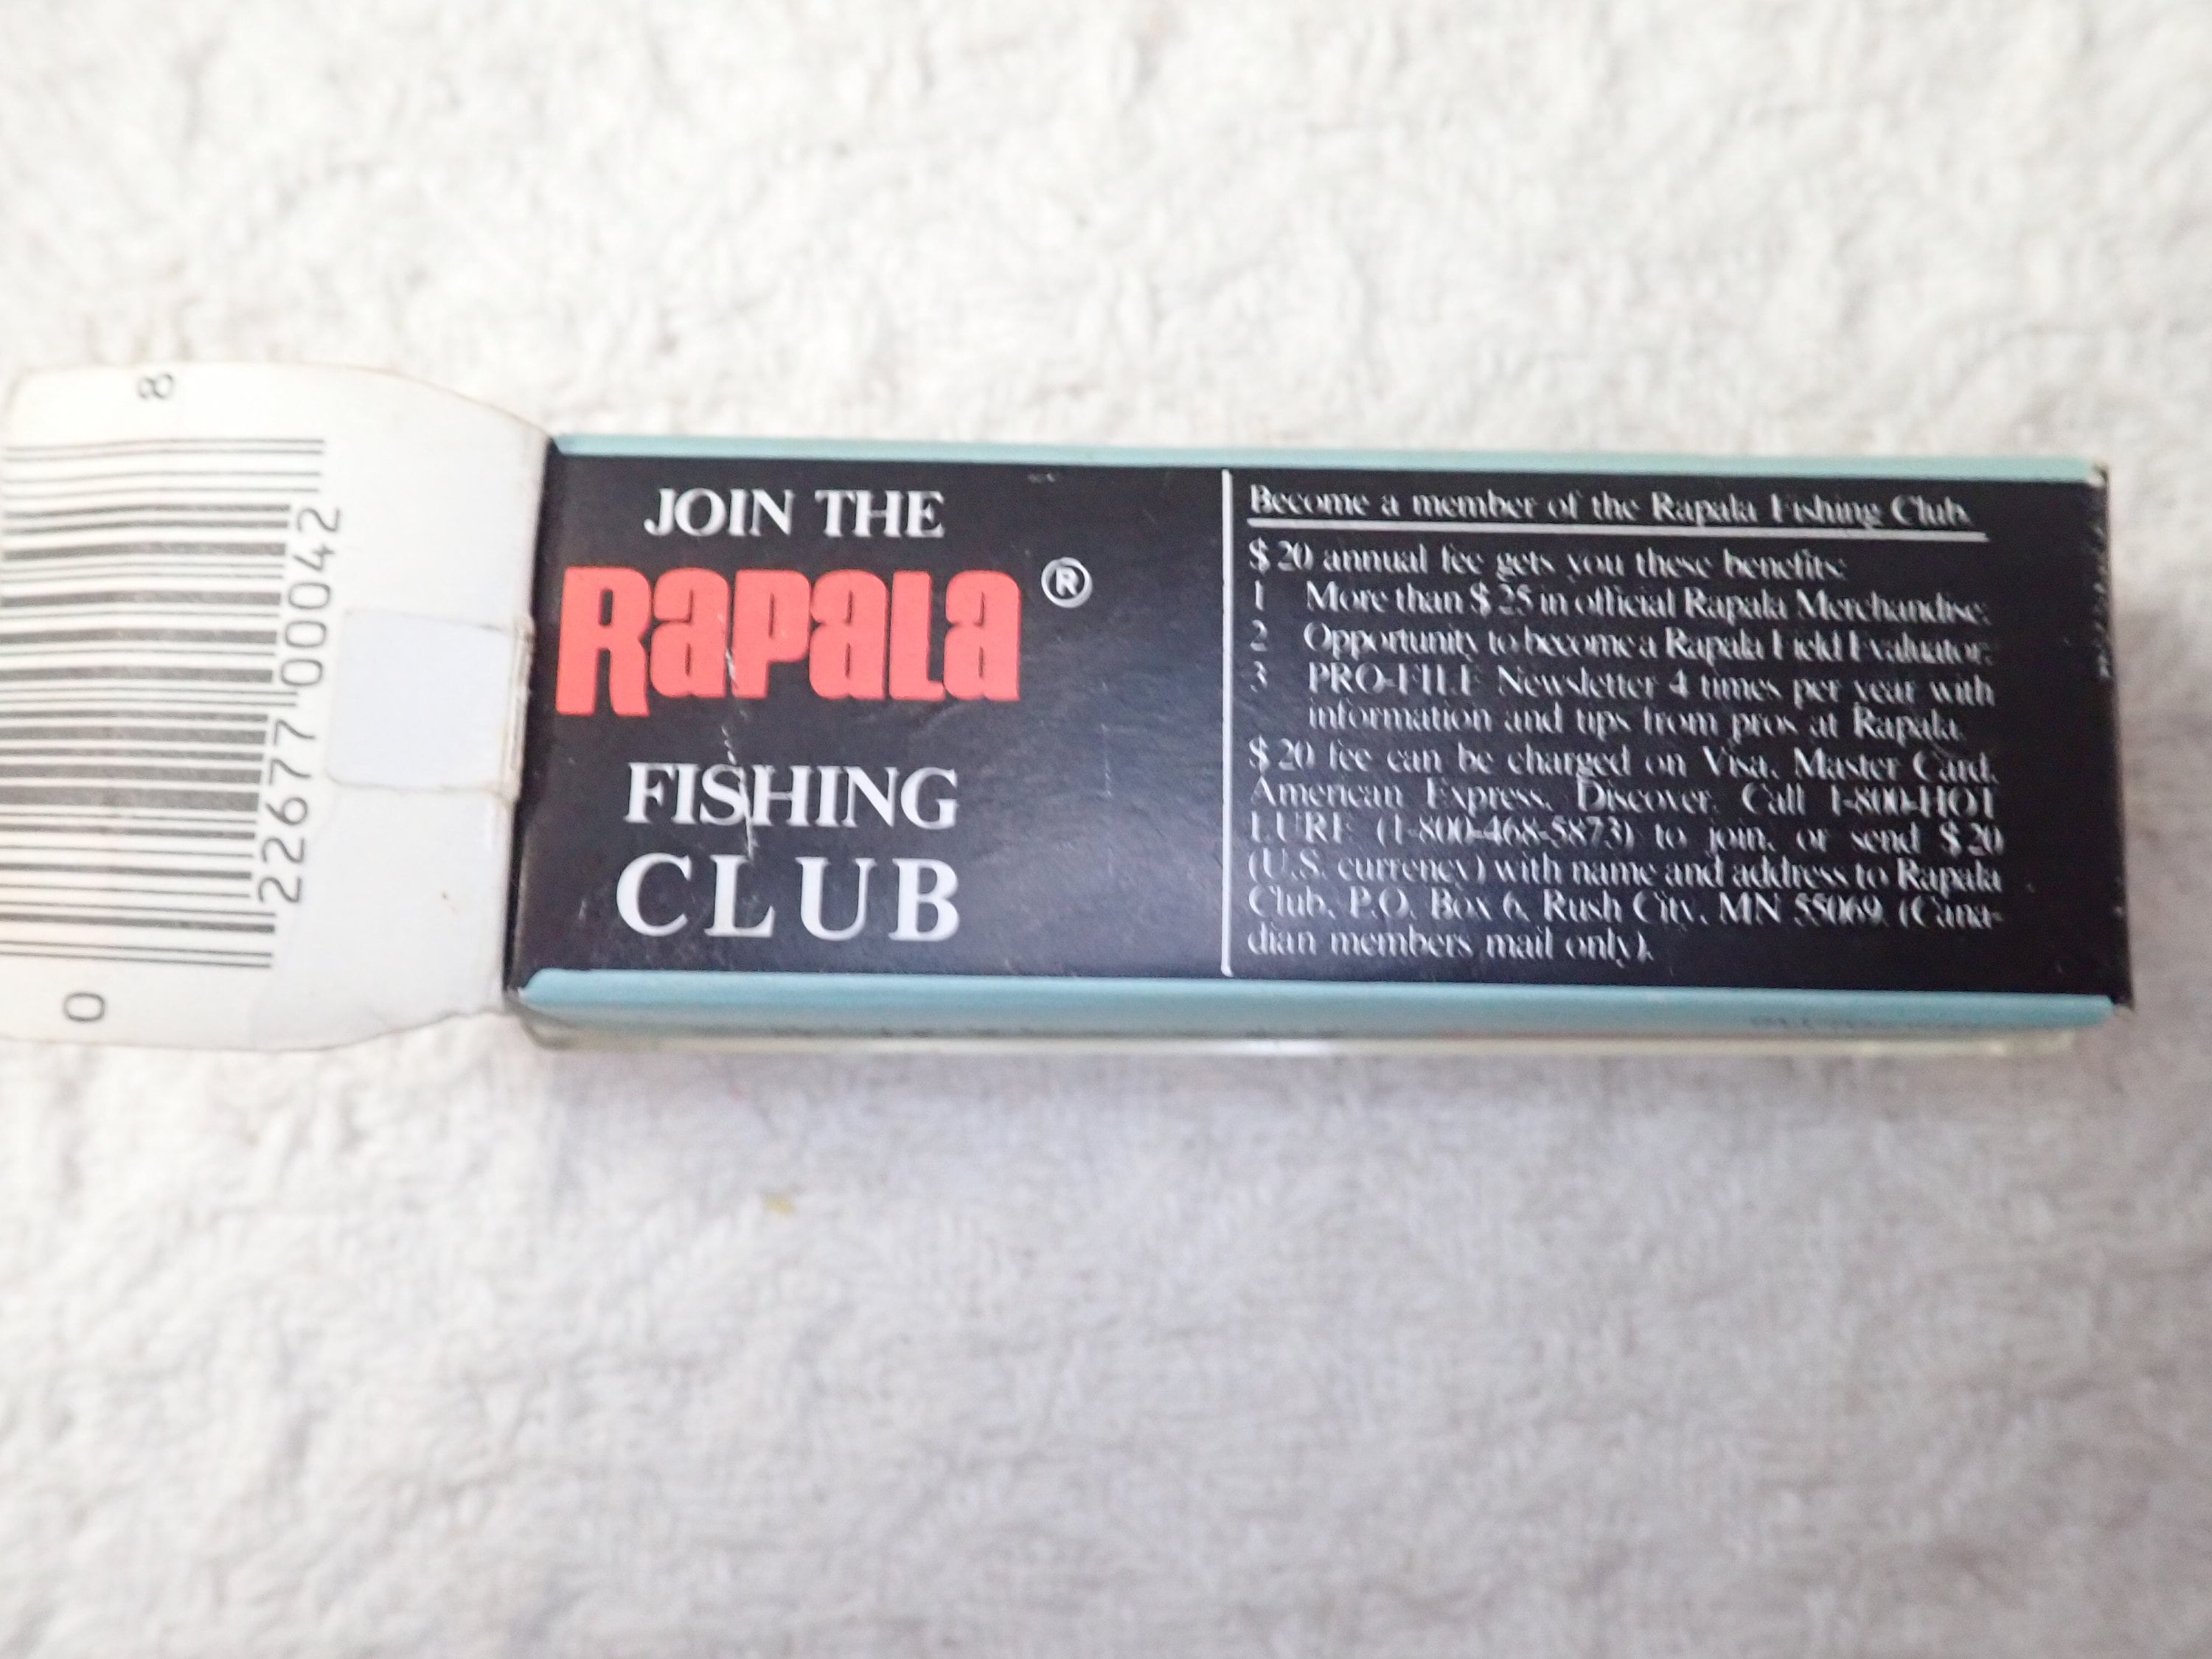 JOIN THE
Rapala ®
FISHING
CLUB
Become a member of the Rapala Fishing Club.
$ 20 annual fee gets you these benefits:
1 More than $ 25 in official Rapala Merchandise.
2 Opportunity to become a Rapala Field Evaluator.
3 PRO-FILE Newsletter 4 times per year with
information and tips from pros at Rapala.
$ 20 fee can be charged on Visa, Master Card,
American Express, Discover. Call 1-800-HOT
LURE (1-800-468-5873) to join, or send $ 20
(U.S. currency) with name and address to Rapala
Club, P.O. Box 6, Rush City, MN 55069. (Cana-
dian members mail only).
0 22677 00042 8